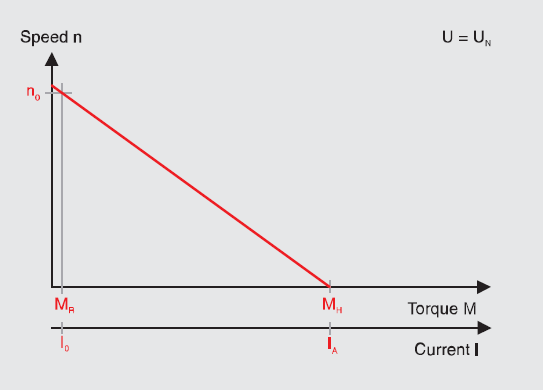 Speed n
U = U_N
n_0
M_R
M_H
Torque M
I_0
I_A
Current I